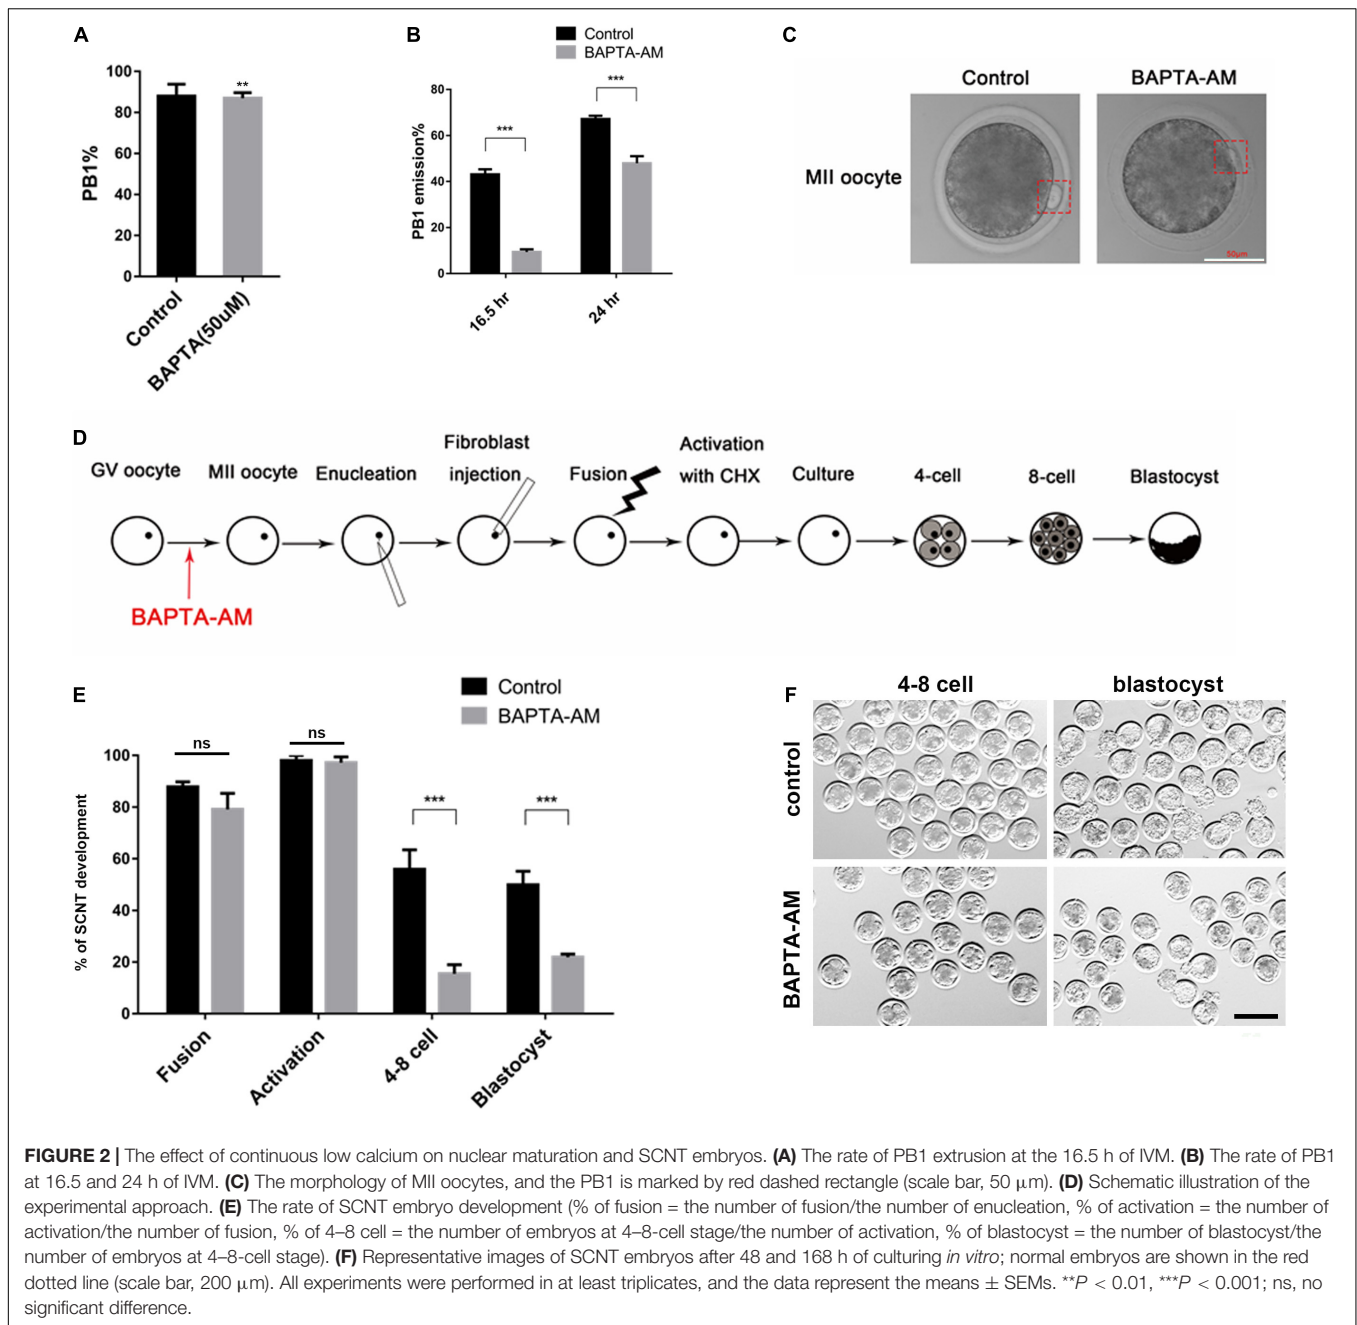 A
PB1%
100
80
60
40
20
0
**
Control
BAPTA(50uM)
B
Control
BAPTA-AM
PB1 emission%
80
60
40
20
0
***
***
16.5 hr
24 hr
C
Control
BAPTA-AM
MII oocyte
50μm
D
GV oocyte
MII oocyte
Enucleation
Fibroblast
injection
Fusion
Activation
with CHX
Culture
4-cell
8-cell
Blastocyst
BAPTA-AM
E
Control
BAPTA-AM
% of SCNT development
100
80
60
40
20
0
ns
ns
***
***
Fusion
Activation
4-8 cell
Blastocyst
F
4-8 cell
blastocyst
control
BAPTA-AM
FIGURE 2 | The effect of continuous low calcium on nuclear maturation and SCNT embryos. (A) The rate of PB1 extrusion at the 16.5 h of IVM. (B) The rate of PB1
at 16.5 and 24 h of IVM. (C) The morphology of MII oocytes, and the PB1 is marked by red dashed rectangle (scale bar, 50 μm). (D) Schematic illustration of the
experimental approach. (E) The rate of SCNT embryo development (% of fusion = the number of fusion/the number of enucleation, % of activation = the number of
activation/the number of fusion, % of 4–8 cell = the number of embryos at 4–8-cell stage/the number of activation, % of blastocyst = the number of blastocyst/the
number of embryos at 4–8-cell stage). (F) Representative images of SCNT embryos after 48 and 168 h of culturing in vitro; normal embryos are shown in the red
dotted line (scale bar, 200 μm). All experiments were performed in at least triplicates, and the data represent the means ± SEMs. **P < 0.01, ***P < 0.001; ns, no
significant difference.